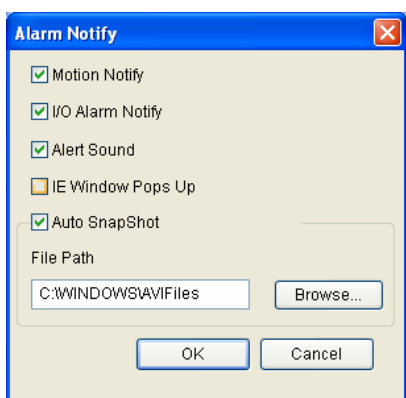 Alarm Notify
Motion Notify
I/O Alarm Notify
Alert Sound
IE Window Pops Up
Auto SnapShot
File Path
C:\WINDOWS\AVIFiles
Browse...
OK
Cancel